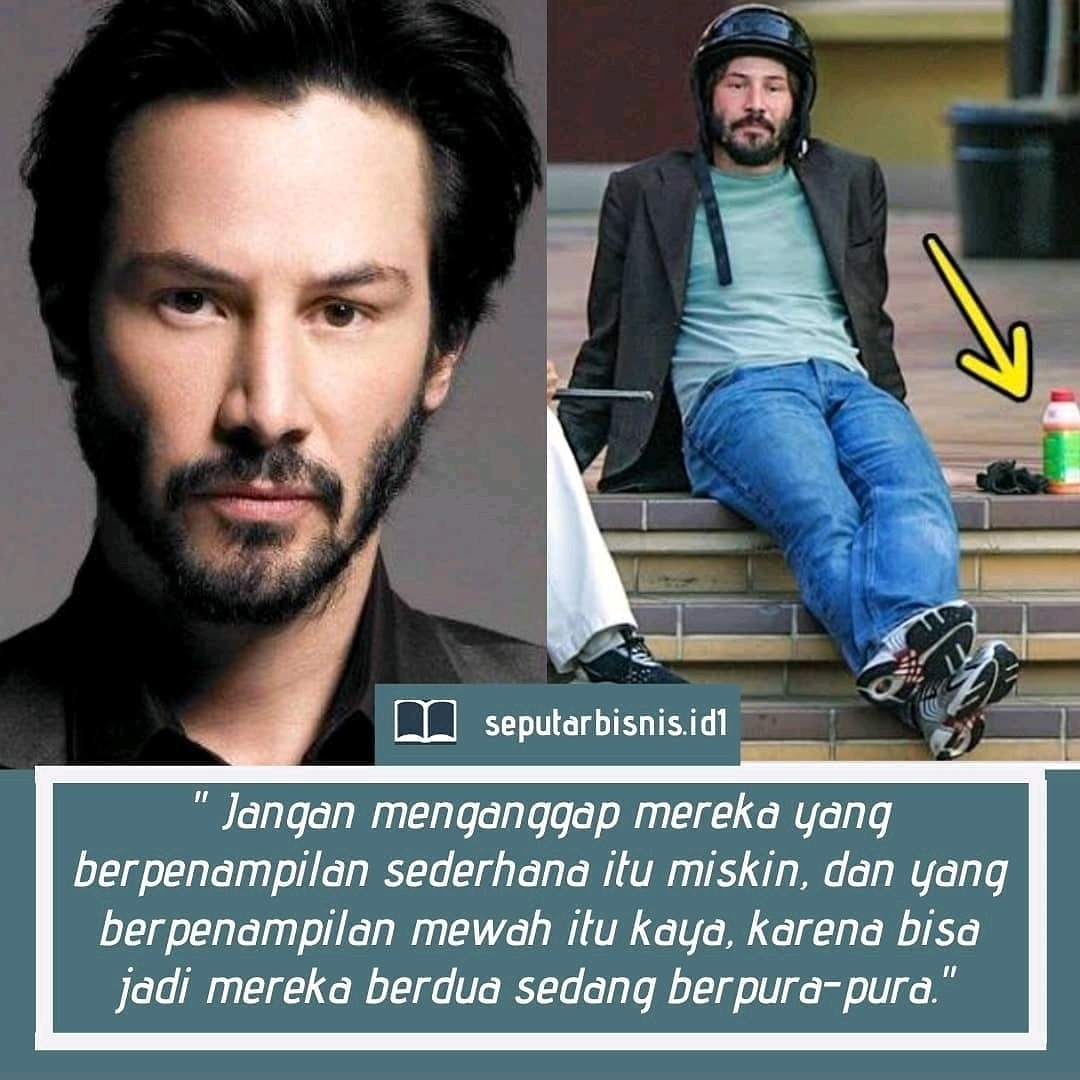 seputarbisnis.id1
" Jangan menganggap mereka yang
berpenampilan sederhana itu miskin, dan yang
berpenampilan mewah itu kaya, karena bisa
jadi mereka berdua sedang berpura-pura."